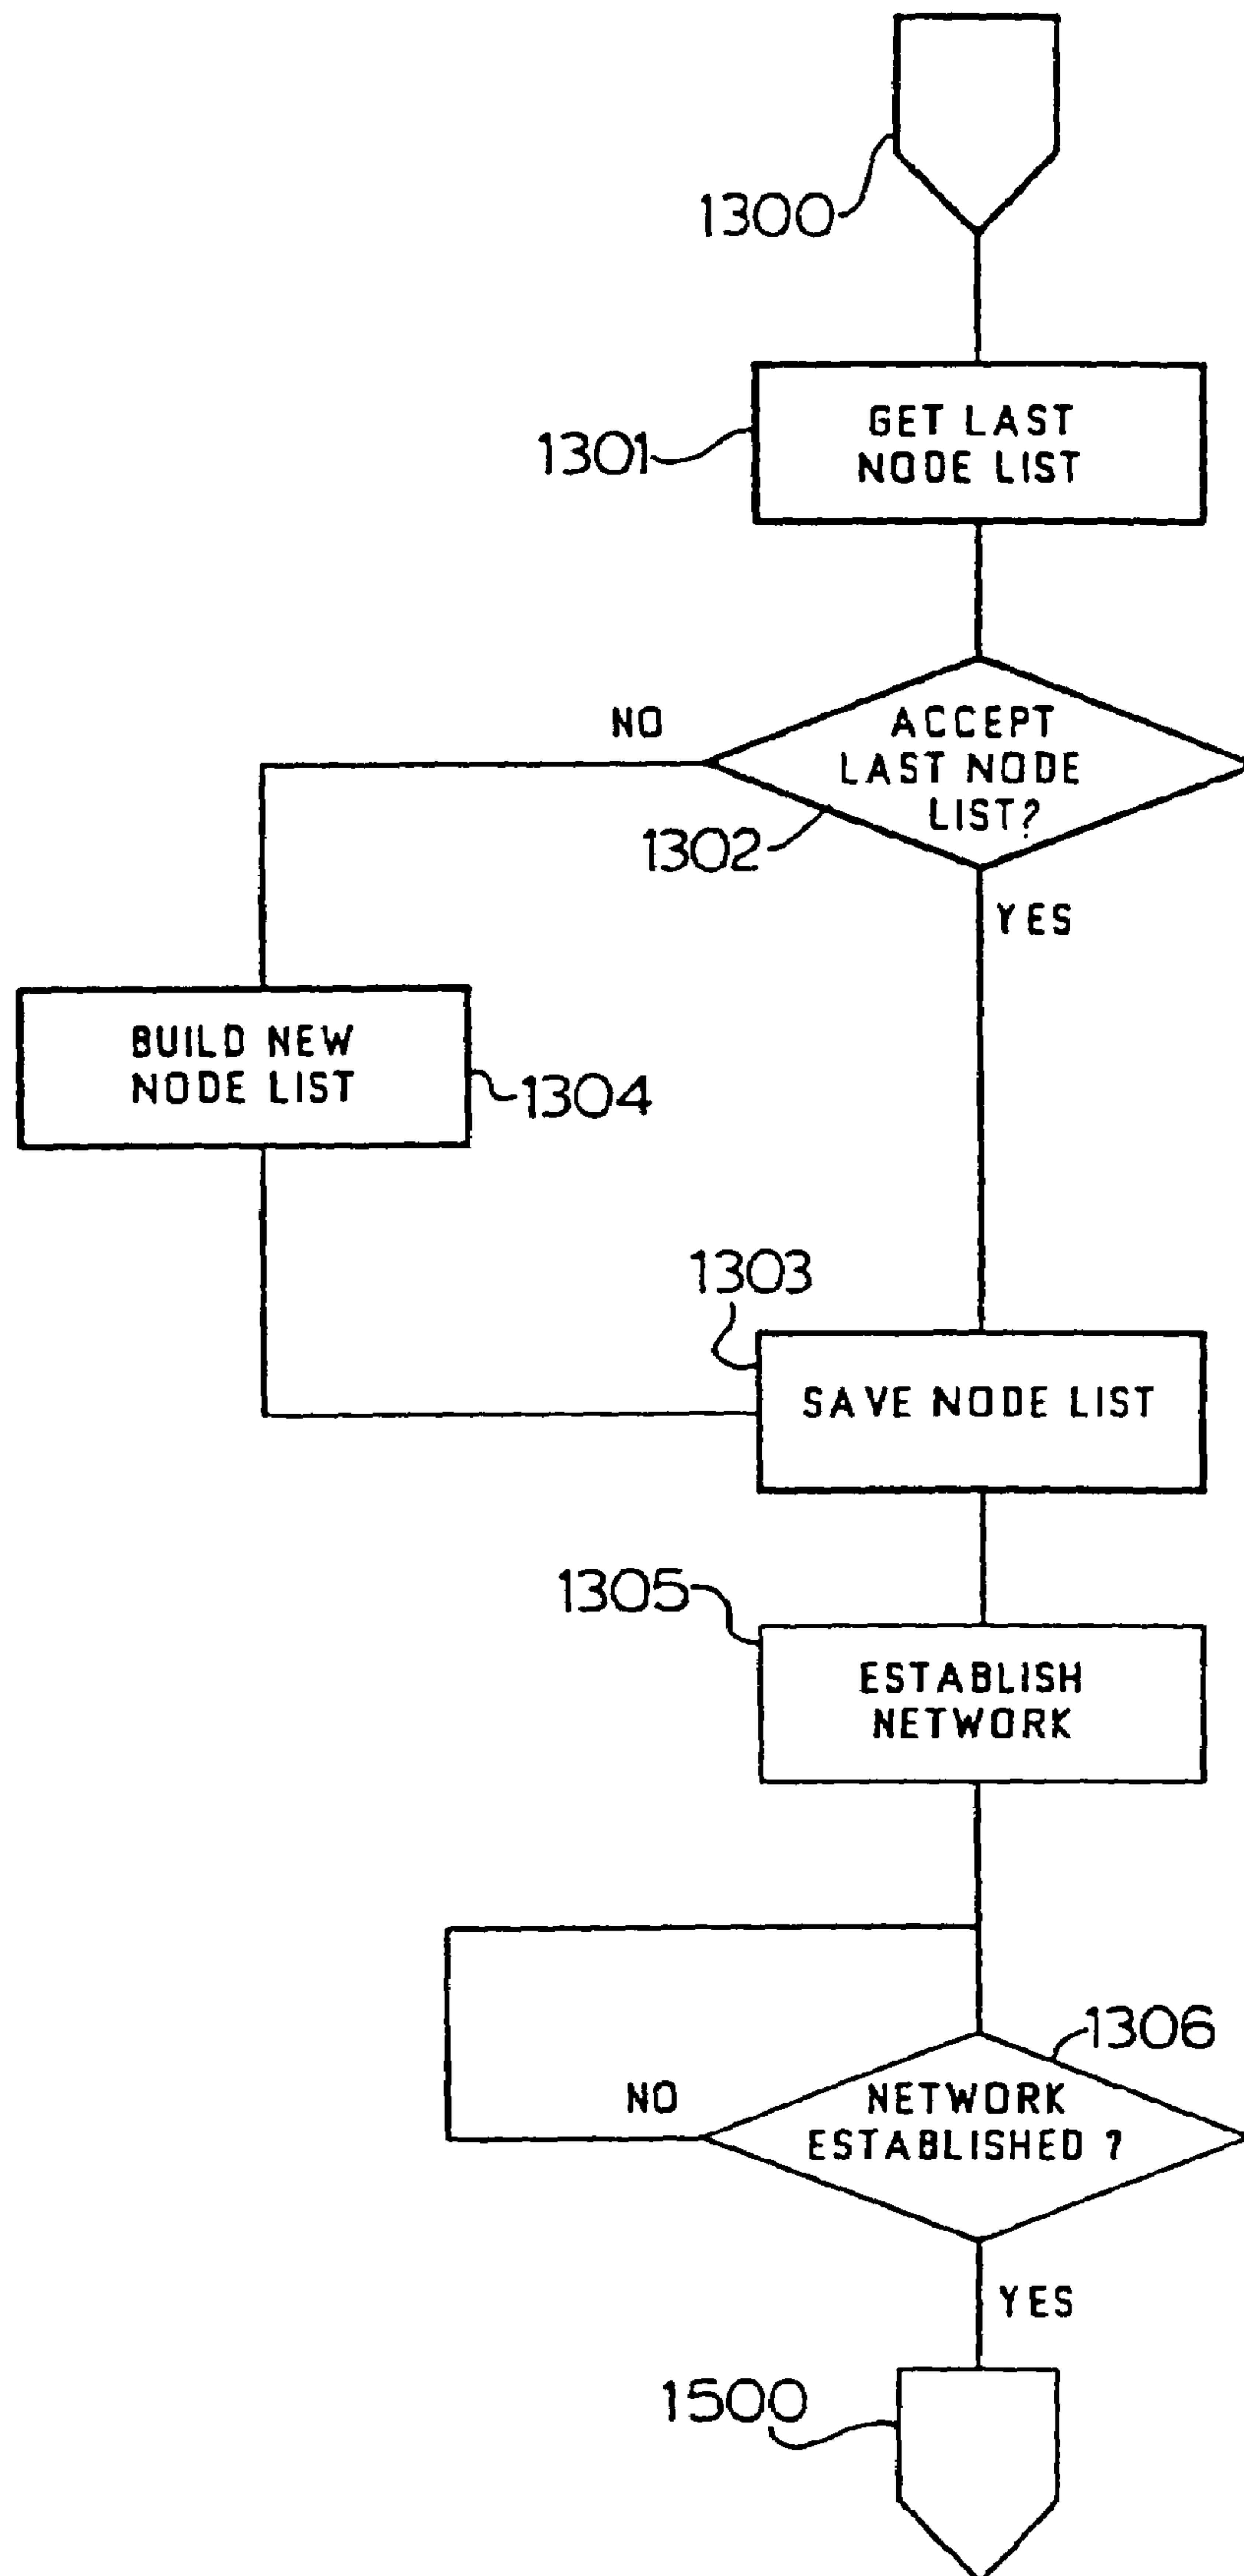 1300
1301
GET LAST
NODE LIST
NO
ACCEPT
LAST NODE
LIST?
1302
YES
BUILD NEW
NODE LIST
1304
1303
SAVE NODE LIST
1305
ESTABLISH
NETWORK
1306
NO
NETWORK
ESTABLISHED ?
YES
1500